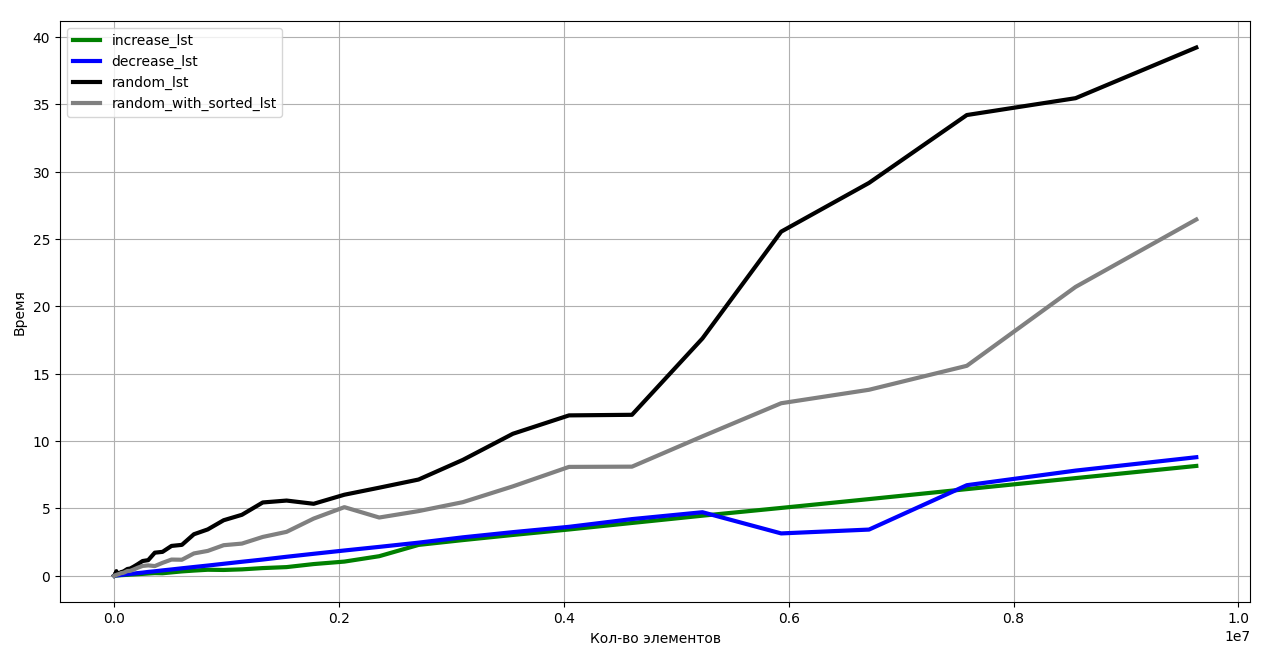 increase_lst
decrease_lst
random_lst
random_with_sorted_lst
40
35
30
25
20
15
10
5
0
Время
0.0 0.2 0.4 0.6 0.8 1.0
1e7
Кол-во элементов